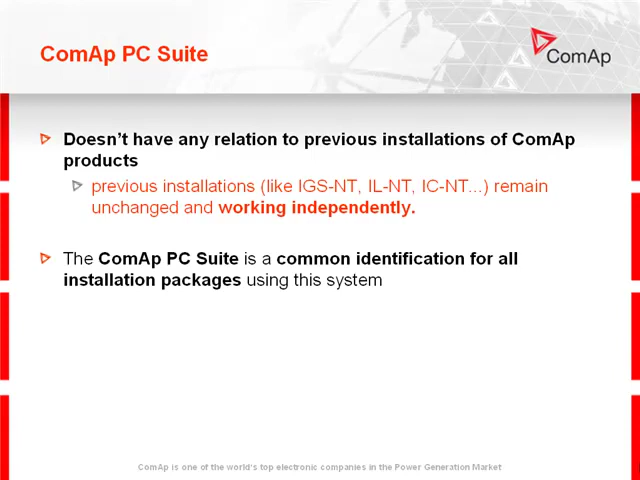 ComAp PC Suite
ComAp
Doesn't have any relation to previous installations of ComAp
products
previous installations (like IGS-NT, IL-NT, IC-NT...) remain
unchanged and working independently.
The ComAp PC Suite is a common identification for all
installation packages using this system
ComAp is one of the world's top electronic companies in the Power Generation Market